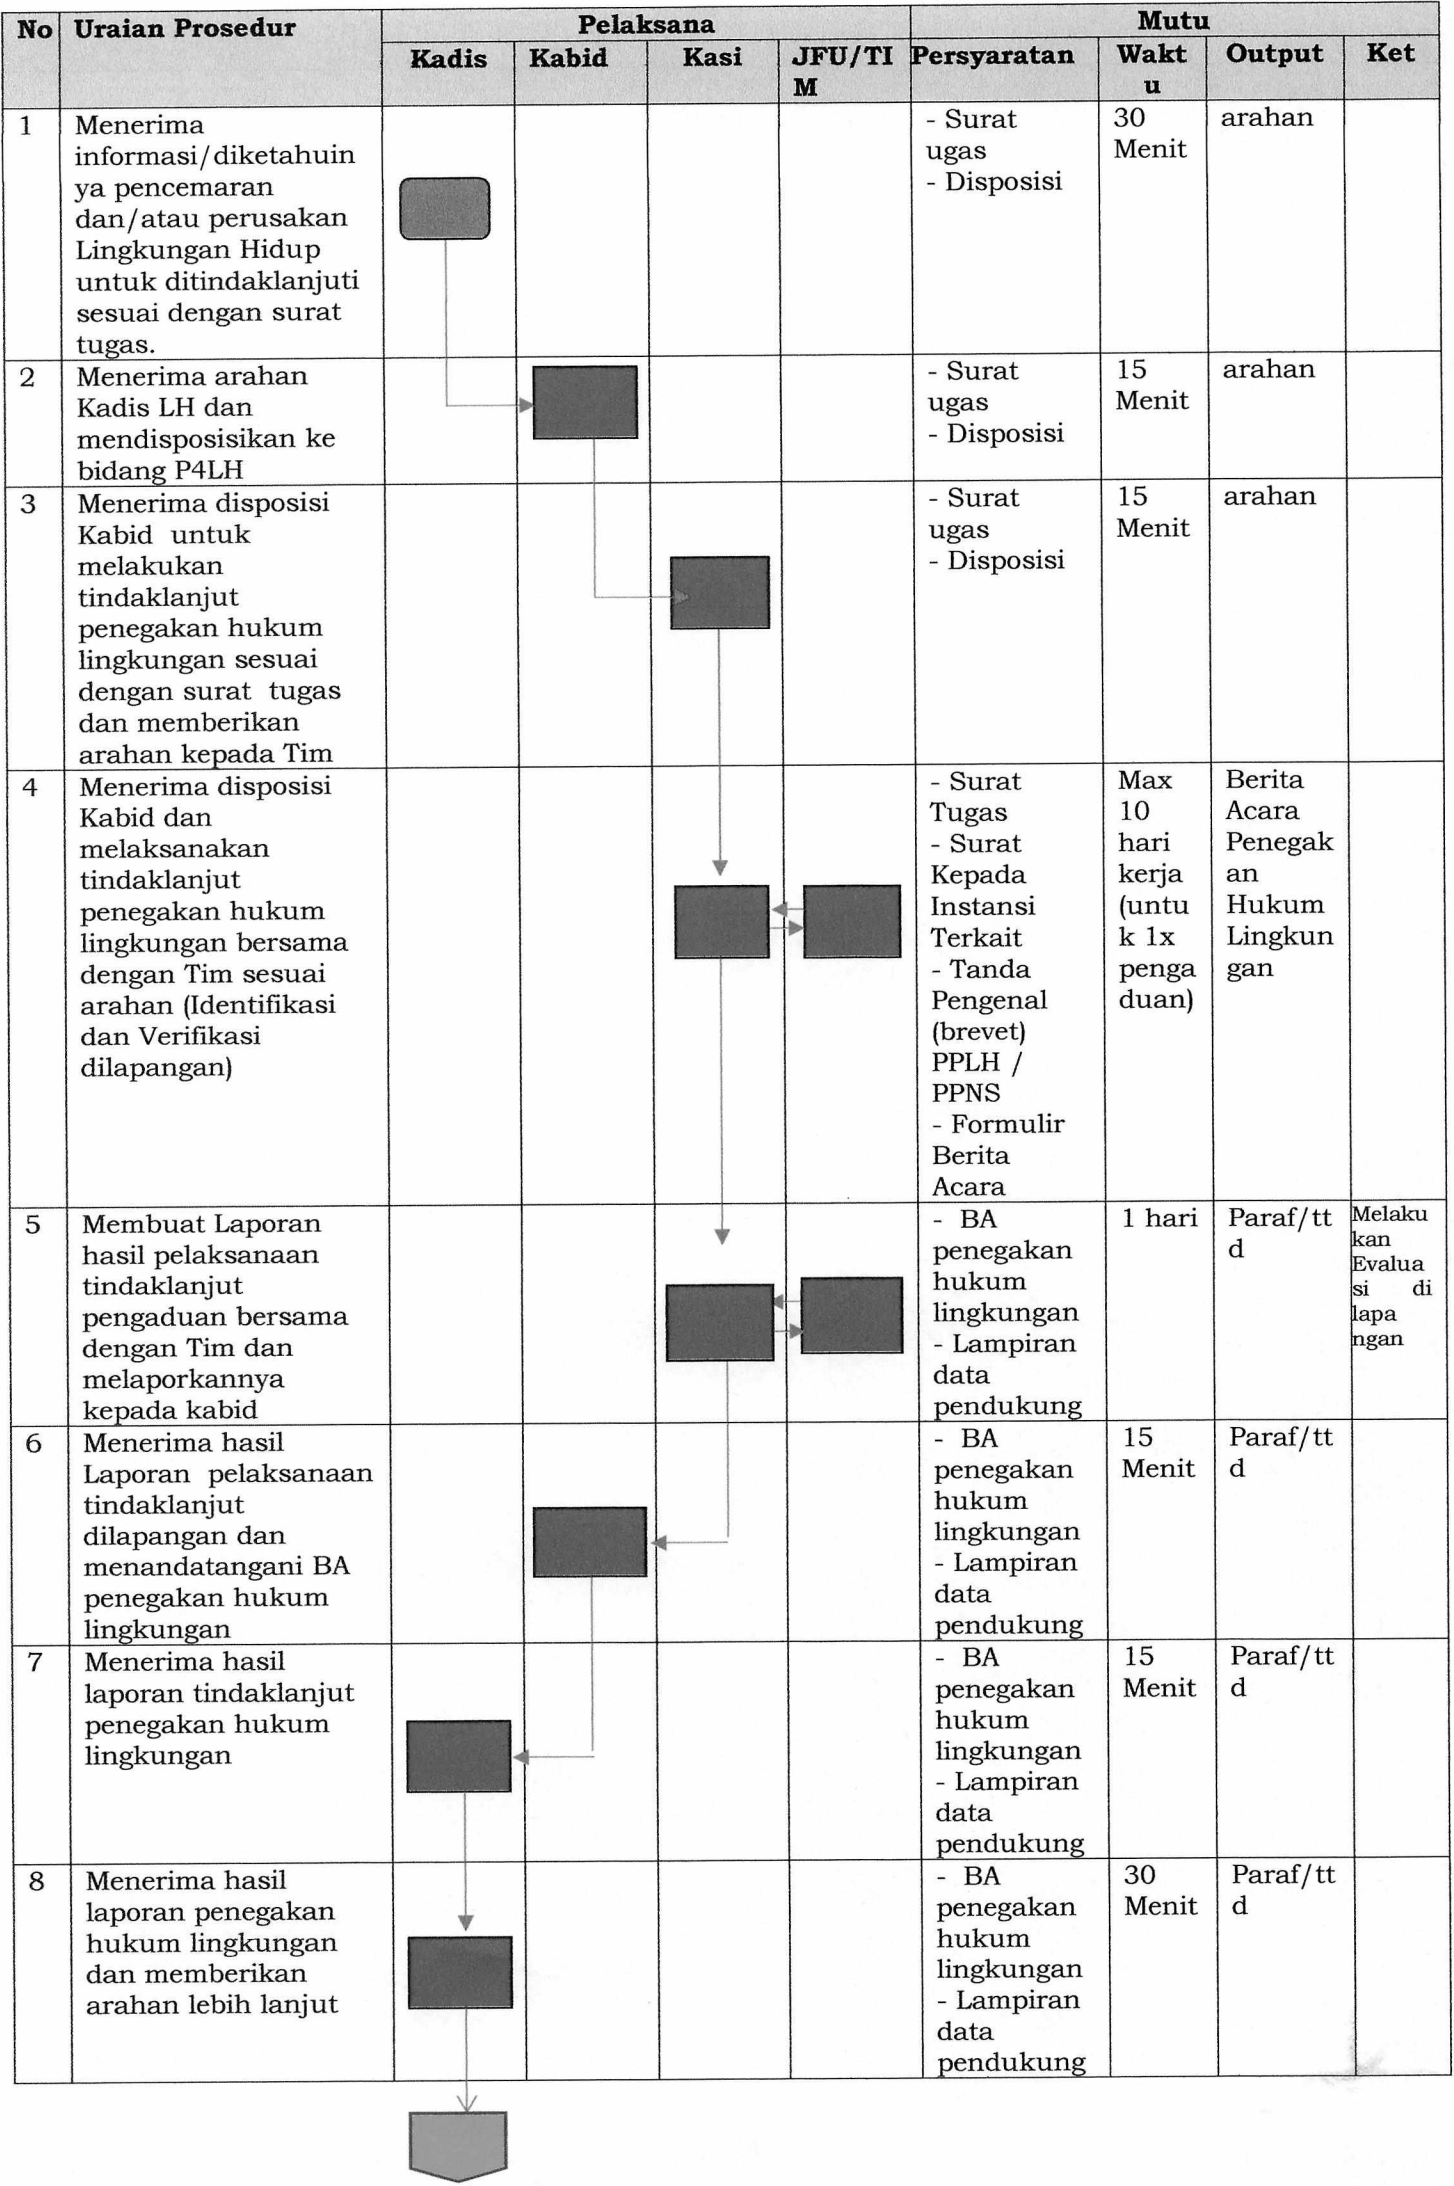 No Uraian Prosedur Pelaksana Mutu
Kadis Kabid Kasi JFU/TI Persyaratan Wakt Output Ket
M u
1
Menerima
informasi/diketahuin
ya pencemaran
dan/atau perusakan
Lingkungan Hidup
untuk ditindaklanjuti
sesuai dengan surat
tugas.
- Surat
ugas
- Disposisi
30
Menit
arahan
2
Menerima arahan
Kadis LH dan
mendisposisikan ke
bidang P4LH
- Surat
ugas
- Disposisi
15
Menit
arahan
3
Menerima disposisi
Kabid untuk
melakukan
tindaklanjut
penegakan hukum
lingkungan sesuai
dengan surat tugas
dan memberikan
arahan kepada Tim
- Surat
ugas
- Disposisi
15
Menit
arahan
4
Menerima disposisi
Kabid dan
melaksanakan
tindaklanjut
penegakan hukum
lingkungan bersama
dengan Tim sesuai
arahan (Identifikasi
dan Verifikasi
dilapangan)
- Surat
Tugas
- Surat
Kepada
Instansi
Terkait
- Tanda
Pengenal
(brevet)
PPLH /
PPNS
- Formulir
Berita
Acara
Max
10
hari
kerja
(untu
k 1x
penga
duan)
Berita
Acara
Penegak
an
Hukum
Lingkun
gan
5
Membuat Laporan
hasil pelaksanaan
tindaklanjut
pengaduan bersama
dengan Tim dan
melaporkannya
kepada kabid
- BA
penegakan
hukum
lingkungan
- Lampiran
data
pendukung
1 hari
Paraf/tt
d
Melaku
kan
Evalua
si di
lapa
ngan
6
Menerima hasil
Laporan pelaksanaan
tindaklanjut
dilapangan dan
menandatangani BA
penegakan hukum
lingkungan
- BA
penegakan
hukum
lingkungan
- Lampiran
data
pendukung
15
Menit
Paraf/tt
d
7
Menerima hasil
laporan tindaklanjut
penegakan hukum
lingkungan
- BA
penegakan
hukum
lingkungan
- Lampiran
data
pendukung
15
Menit
Paraf/tt
d
8
Menerima hasil
laporan penegakan
hukum lingkungan
dan memberikan
arahan lebih lanjut
- BA
penegakan
hukum
lingkungan
- Lampiran
data
pendukung
30
Menit
Paraf/tt
d